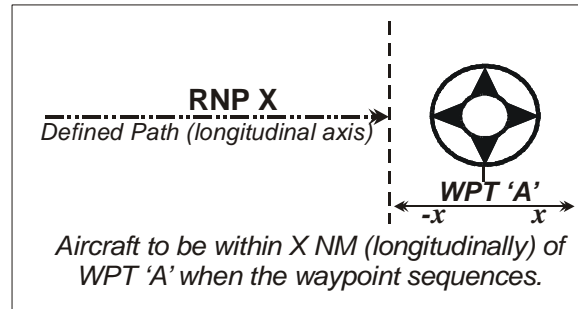 RNP X
Defined Path (longitudinal axis)
WPT ‘A’
-x x
Aircraft to be within X NM (longitudinally) of
WPT ‘A’ when the waypoint sequences.